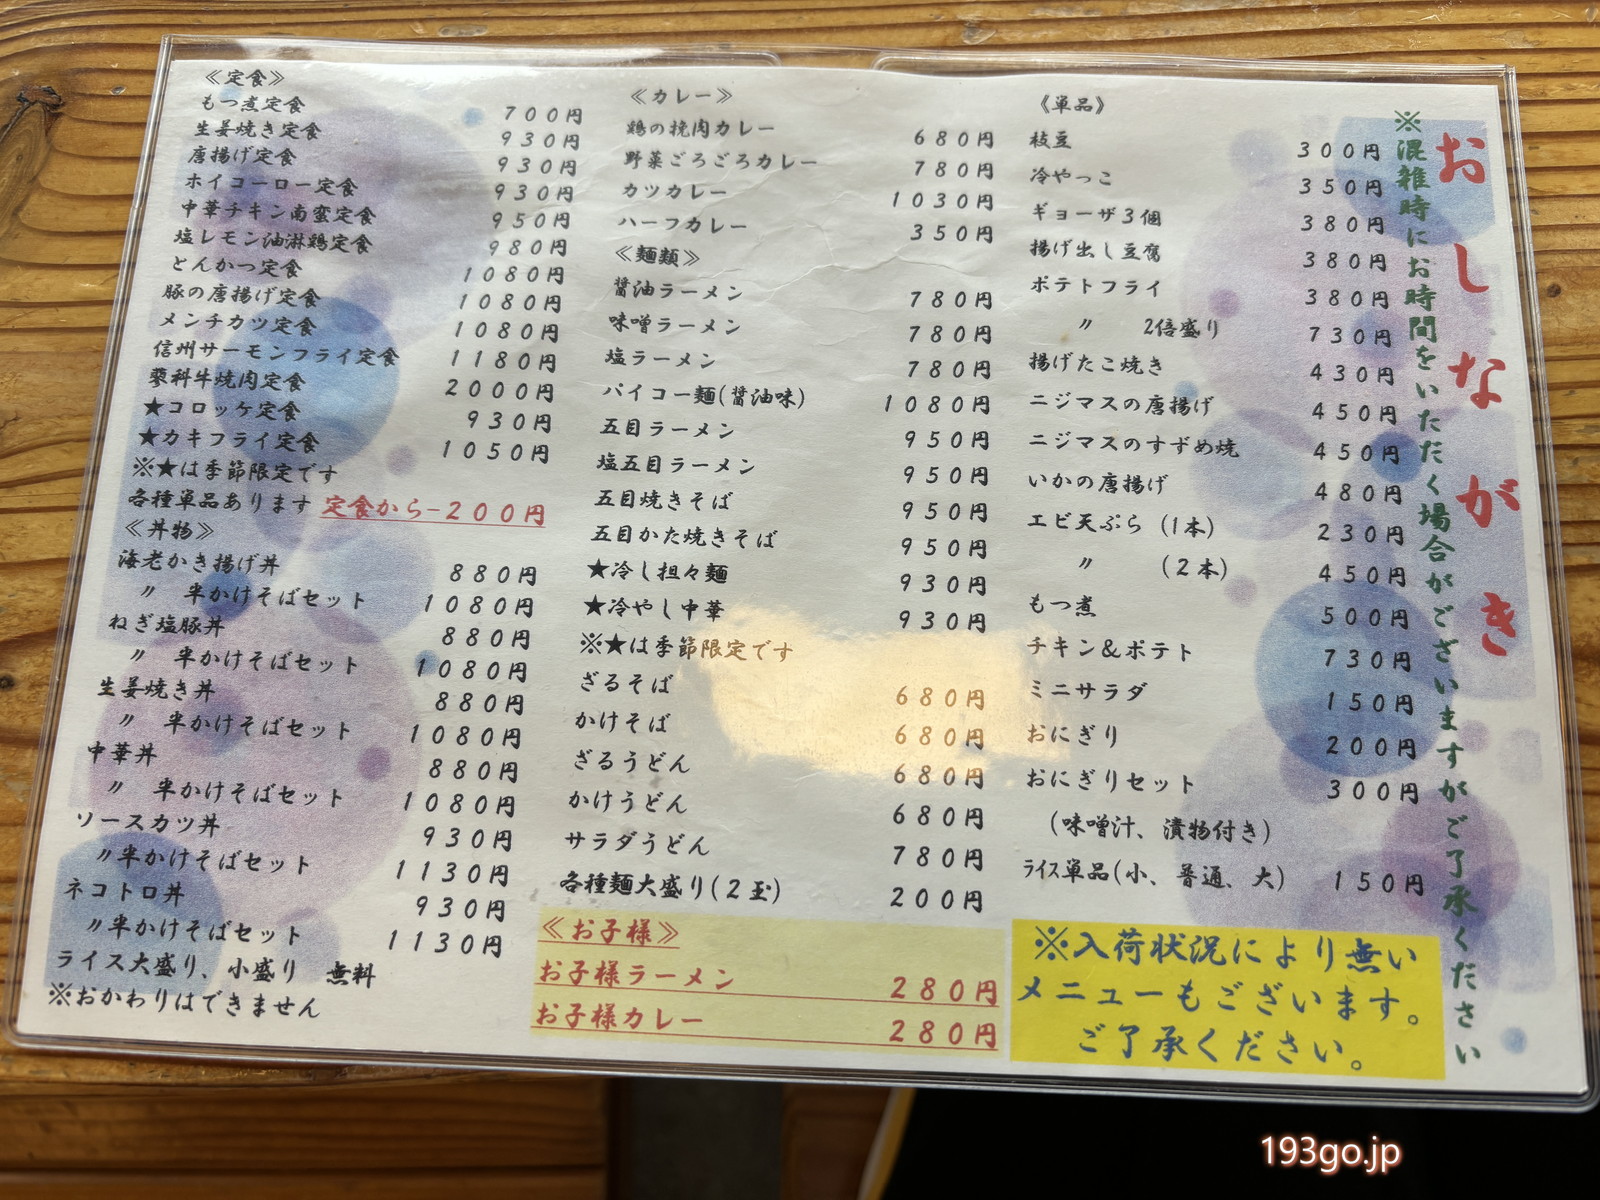 《定食》
もつ煮定食 700円
生姜焼き定食 930円
唐揚げ定食 930円
ホイコーロー定食 930円
中華チキン南蛮定食 950円
塩レモン油淋鶏定食 980円
とんかつ定食 1080円
豚の唐揚げ定食 1080円
メンチカツ定食 1080円
信州サーモンフライ定食 1180円
蓼科牛焼肉定食 2000円
★コロッケ定食 930円
★カキフライ定食 1050円
※★は季節限定です
各種単品あります 定食から−200円
《丼物》
海老かき揚げ丼 880円
〃 半かけそばセット 1080円
ねぎ塩豚丼 880円
〃 半かけそばセット 1080円
生姜焼き丼 880円
〃 半かけそばセット 1080円
中華丼 880円
〃 半かけそばセット 1080円
ソースカツ丼 930円
〃半かけそばセット 1130円
ネコトロ丼 930円
〃半かけそばセット 1130円
ライス大盛り、小盛り 無料
※おかわりはできません
《カレー》
鶏の挽肉カレー 680円
野菜ごろごろカレー 780円
カツカレー 1030円
ハーフカレー 350円
《麺類》
醤油ラーメン 780円
味噌ラーメン 780円
塩ラーメン 780円
パイコー麺(醤油味) 1080円
五目ラーメン 950円
塩五目ラーメン 950円
五目焼きそば 950円
五目かた焼きそば 950円
★冷し担々麺 930円
★冷やし中華 930円
※★は季節限定です
ざるそば 680円
かけそば 680円
ざるうどん 680円
かけうどん 680円
サラダうどん 780円
各種麺大盛り(2玉) 200円
《お子様》
お子様ラーメン 280円
お子様カレー 280円
《単品》
枝豆 300円
冷やっこ 350円
ギョーザ3個 380円
揚げ出し豆腐 380円
ポテトフライ 380円
〃 2倍盛り 730円
揚げたこ焼き 430円
ニジマスの唐揚げ 450円
ニジマスのすずめ焼 450円
いかの唐揚げ 480円
エビ天ぷら (1本) 230円
〃 (2本) 450円
もつ煮 500円
チキン&ポテト 730円
ミニサラダ 150円
おにぎり 200円
おにぎりセット 300円
(味噌汁、漬物付き)
ライス単品(小、普通、大) 150円
※入荷状況により無い
メニューもございます。
ご了承ください。
おしながき
※混雑時にお時間をいただく場合がございますがご了承ください
193go.jp